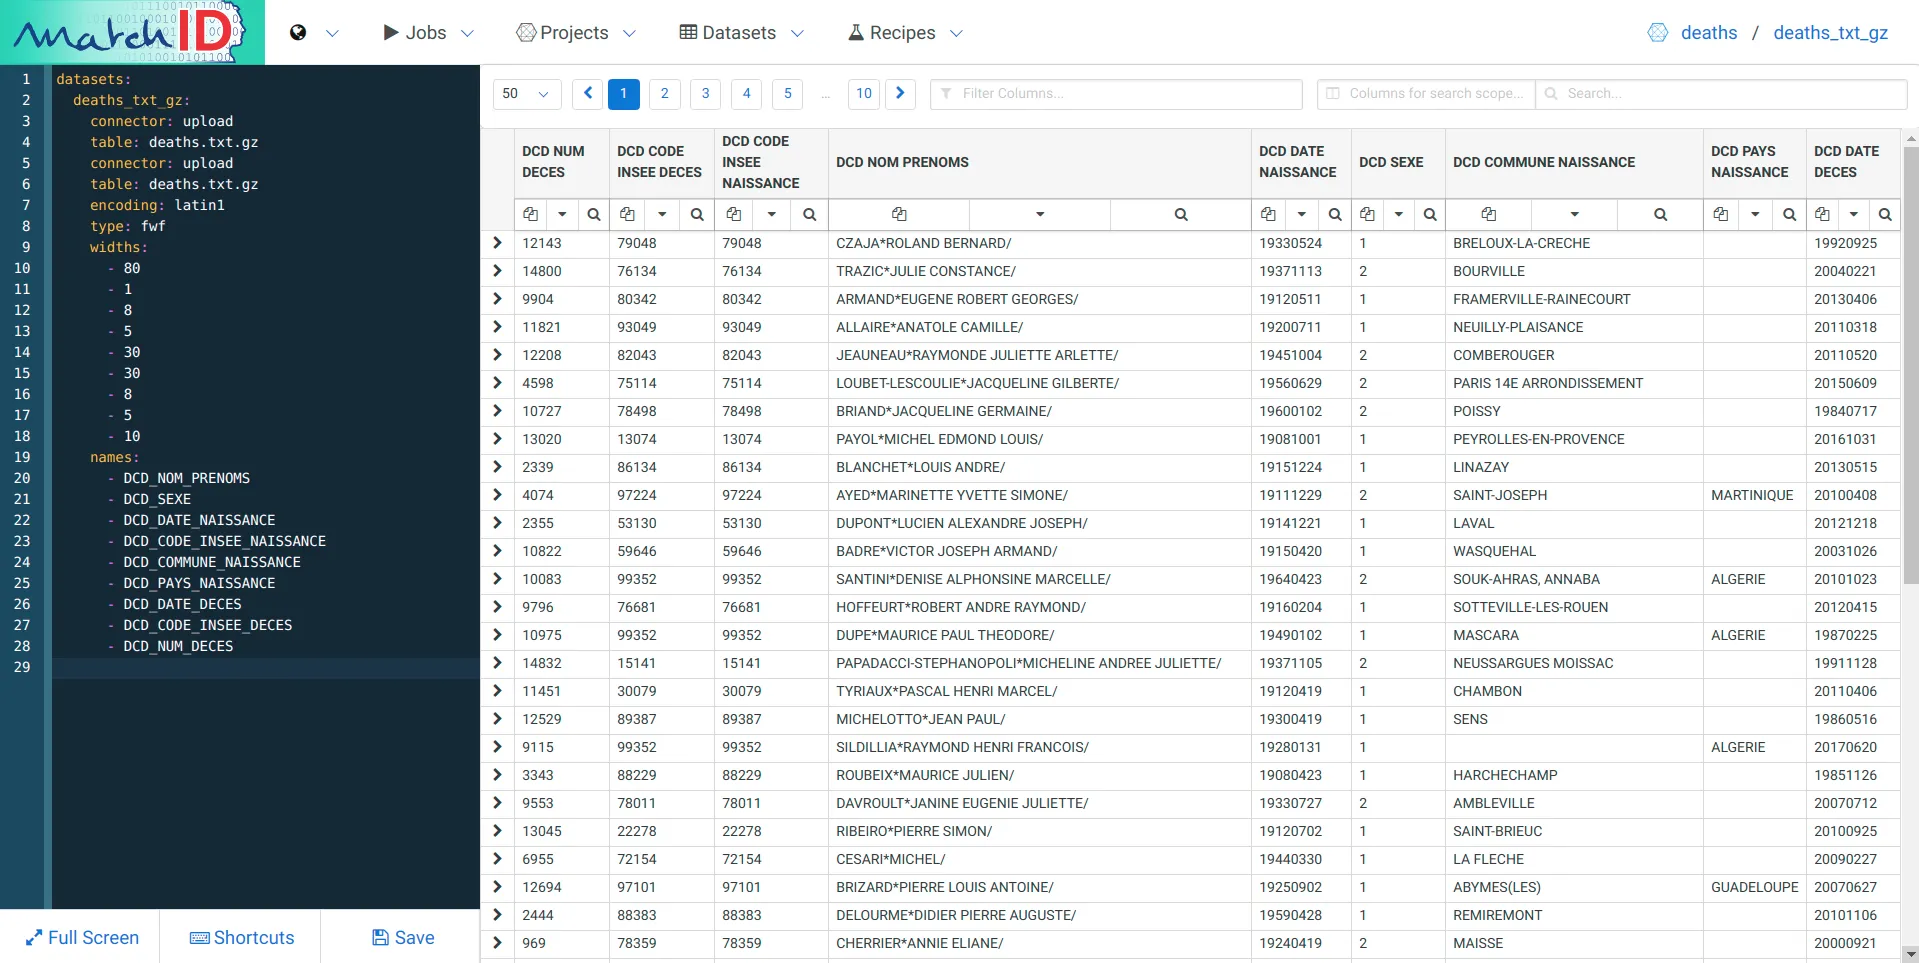 matchID
Jobs
Projects
Datasets
Recipes
deaths / deaths_txt_gz
1 datasets:
2 deaths_txt_gz:
3 connector: upload
4 table: deaths.txt.gz
5 connector: upload
6 table: deaths.txt.gz
7 encoding: latin1
8 type: fwf
9 widths:
10 - 80
11 - 1
12 - 8
13 - 5
14 - 30
15 - 30
16 - 8
17 - 5
18 - 10
19 names:
20 - DCD_NOM_PRENOMS
21 - DCD_SEXE
22 - DCD_DATE_NAISSANCE
23 - DCD_CODE_INSEE_NAISSANCE
24 - DCD_COMMUNE_NAISSANCE
25 - DCD_PAYS_NAISSANCE
26 - DCD_DATE_DECES
27 - DCD_CODE_INSEE_DECES
28 - DCD_NUM_DECES
29
Full Screen
Shortcuts
Save
50 1 2 3 4 5 ... 10 Filter Columns... Columns for search scope... Search...
DCD NUM DECES DCD CODE INSEE DECES DCD CODE INSEE NAISSANCE DCD NOM PRENOMS DCD DATE NAISSANCE DCD SEXE DCD COMMUNE NAISSANCE DCD PAYS NAISSANCE DCD DATE DECES
12143 79048 79048 CZAJA*ROLAND BERNARD/ 19330524 1 BRELOUX-LA-CRECHE 19920925
14800 76134 76134 TRAZIC*JULIE CONSTANCE/ 19371113 2 BOURVILLE 20040221
9904 80342 80342 ARMAND*EUGENE ROBERT GEORGES/ 19120511 1 FRAMERVILLE-RAINECOURT 20130406
11821 93049 93049 ALLAIRE*ANATOLE CAMILLE/ 19200711 1 NEUILLY-PLAISANCE 20110318
12208 82043 82043 JEAUNEAU*RAYMONDE JULIETTE ARLETTE/ 19451004 2 COMBEROUGER 20110520
4598 75114 75114 LOUBET-LESCOULIE*JACQUELINE GILBERTE/ 19560629 2 PARIS 14E ARRONDISSEMENT 20150609
10727 78498 78498 BRIAND*JACQUELINE GERMAINE/ 19600102 2 POISSY 19840717
13020 13074 13074 PAYOL*MICHEL EDMOND LOUIS/ 19081001 1 PEYROLLES-EN-PROVENCE 20161031
2339 86134 86134 BLANCHET*LOUIS ANDRE/ 19151224 1 LINAZAY 20130515
4074 97224 97224 AYED*MARINETTE YVETTE SIMONE/ 19111229 2 SAINT-JOSEPH MARTINIQUE 20100408
2355 53130 53130 DUPONT*LUCIEN ALEXANDRE JOSEPH/ 19141221 1 LAVAL 20121218
10822 59646 59646 BADRE*VICTOR JOSEPH ARMAND/ 19150420 1 WASQUEHAL 20031026
10083 99352 99352 SANTINI*DENISE ALPHONSINE MARCELLE/ 19640423 2 SOUK-AHRAS, ANNABA ALGERIE 20101023
9796 76681 76681 HOFFEURT*ROBERT ANDRE RAYMOND/ 19160204 1 SOTTEVILLE-LES-ROUEN 20120415
10975 99352 99352 DUPE*MAURICE PAUL THEODORE/ 19490102 1 MASCARA ALGERIE 19870225
14832 15141 15141 PAPADACCI-STEPHANOPOLI*MICHELINE ANDREE JULIETTE/ 19371105 2 NEUSSARGUES MOISSAC 19911128
11451 30079 30079 TYRIAUX*PASCAL HENRI MARCEL/ 19120419 1 CHAMBON 20110406
12529 89387 89387 MICHELOTTO*JEAN PAUL/ 19300419 1 SENS 19860516
9115 99352 99352 SILDILLIA*RAYMOND HENRI FRANCOIS/ 19280131 1 ALGERIE 20170620
3343 88229 88229 ROUBEIX*MAURICE JULIEN/ 19080423 1 HARCHECHAMP 19851126
9553 78011 78011 DAVROULT*JANINE EUGENIE JULIETTE/ 19330727 2 AMBLEVILLE 20070712
13045 22278 22278 RIBEIRO*PIERRE SIMON/ 19120702 1 SAINT-BRIEUC 20100925
6955 72154 72154 CESARI*MICHEL/ 19440330 1 LA FLECHE 20090227
12694 97101 97101 BRIZARD*PIERRE LOUIS ANTOINE/ 19250902 1 ABYMES(LES) GUADELOUPE 20070627
2444 88383 88383 DELOURME*DIDIER PIERRE AUGUSTE/ 19590428 1 REMIREMONT 20101106
969 78359 78359 CHERRIER*ANNIE ELIANE/ 19240419 2 MAISSE 20000921